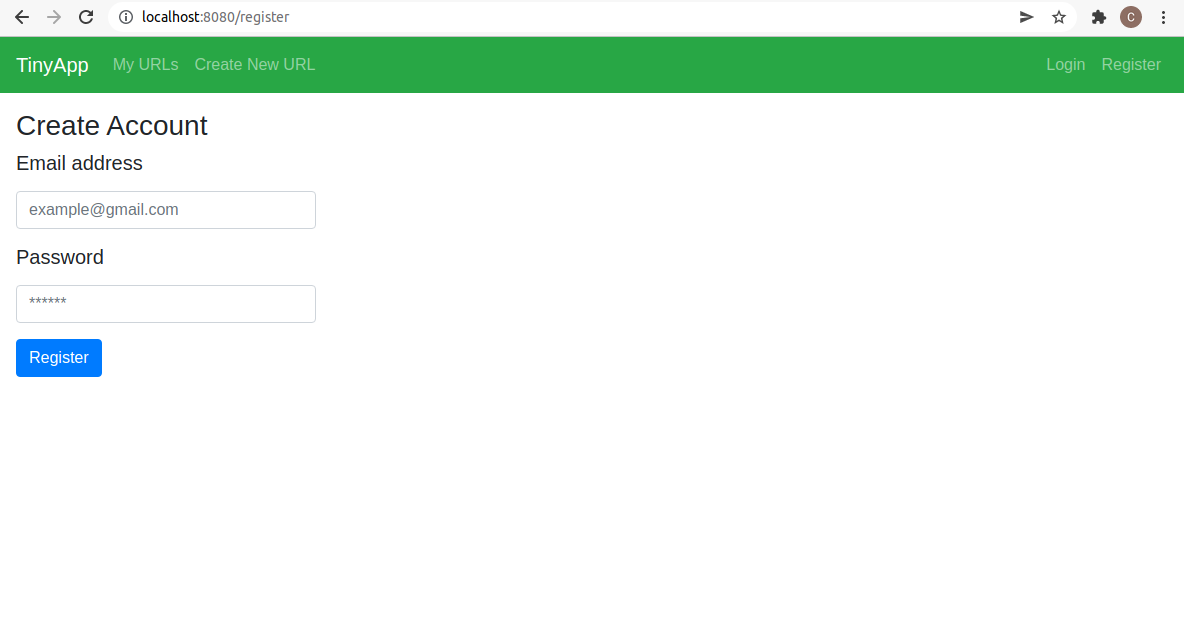 localhost:8080/register
C
TinyApp My URLs Create New URL Login Register
Create Account
Email address
example@gmail.com
Password
******
Register